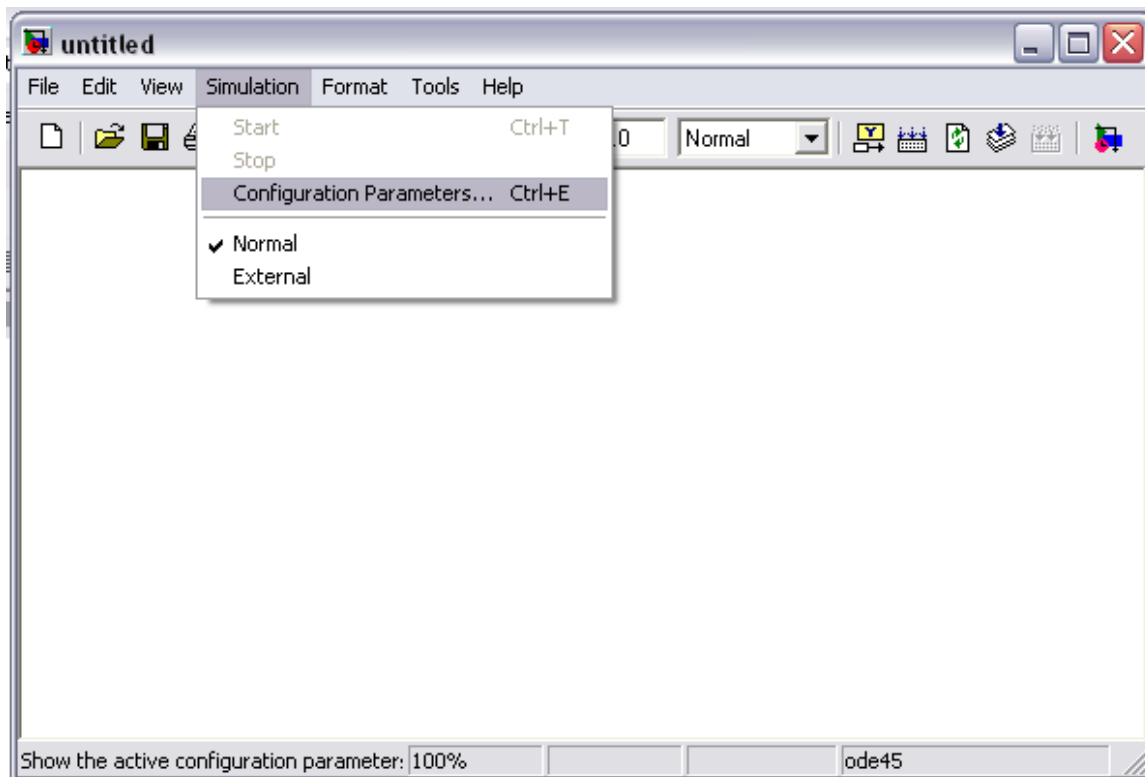 untitled
File Edit View Simulation Format Tools Help
.0 Normal
Start Ctrl+T
Stop
Configuration Parameters... Ctrl+E
Normal
External
Show the active configuration parameter: 100% ode45